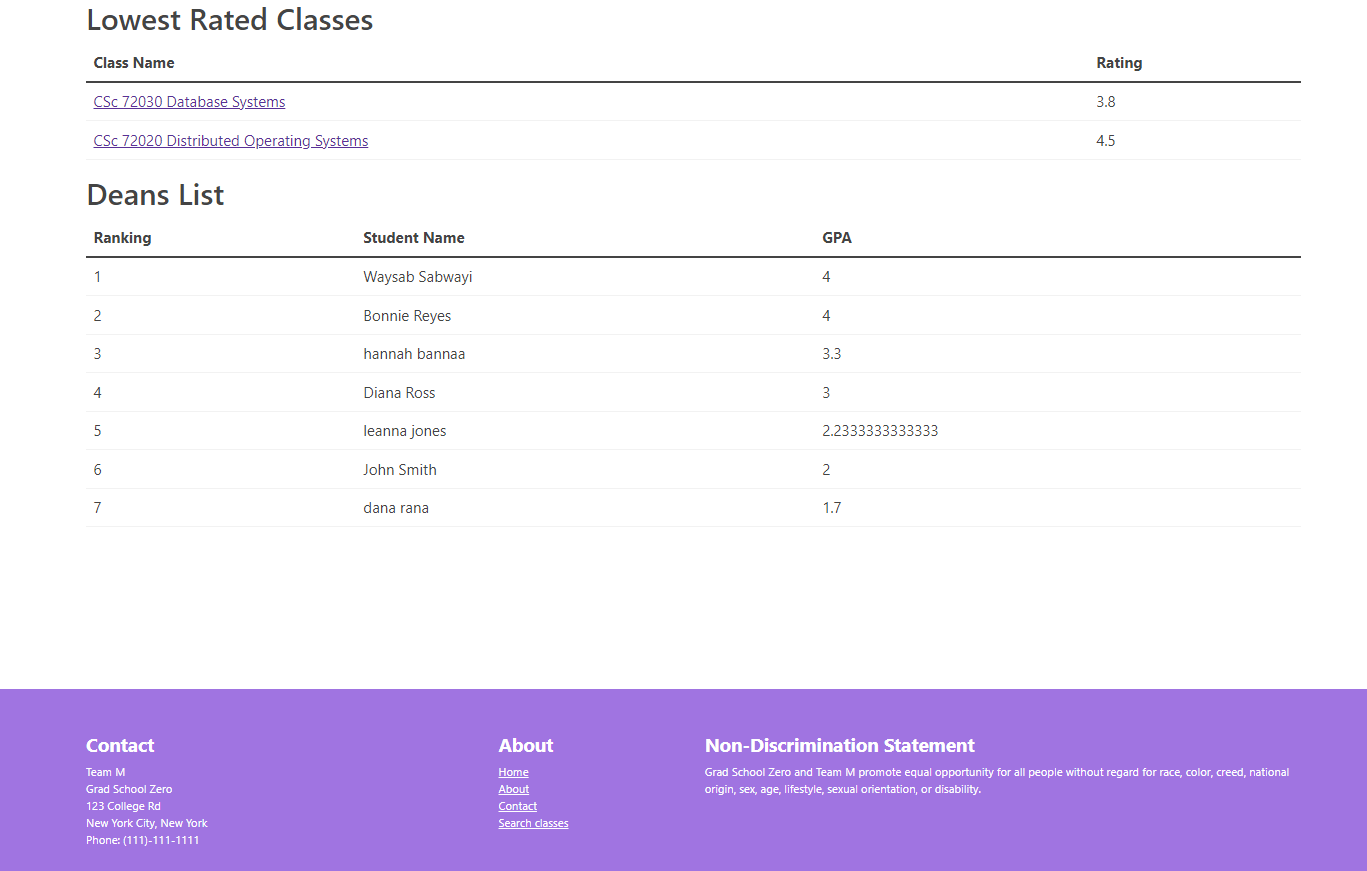 Lowest Rated Classes
Class Name Rating
CSc 72030 Database Systems 3.8
CSc 72020 Distributed Operating Systems 4.5
Deans List
Ranking Student Name GPA
1 Waysab Sabwayi 4
2 Bonnie Reyes 4
3 hannah bannaa 3.3
4 Diana Ross 3
5 leanna jones 2.2333333333333
6 John Smith 2
7 dana rana 1.7
Contact
Team M
Grad School Zero
123 College Rd
New York City, New York
Phone: (111)-111-1111
About
Home
About
Contact
Search classes
Non-Discrimination Statement
Grad School Zero and Team M promote equal opportunity for all people without regard for race, color, creed, national
origin, sex, age, lifestyle, sexual orientation, or disability.